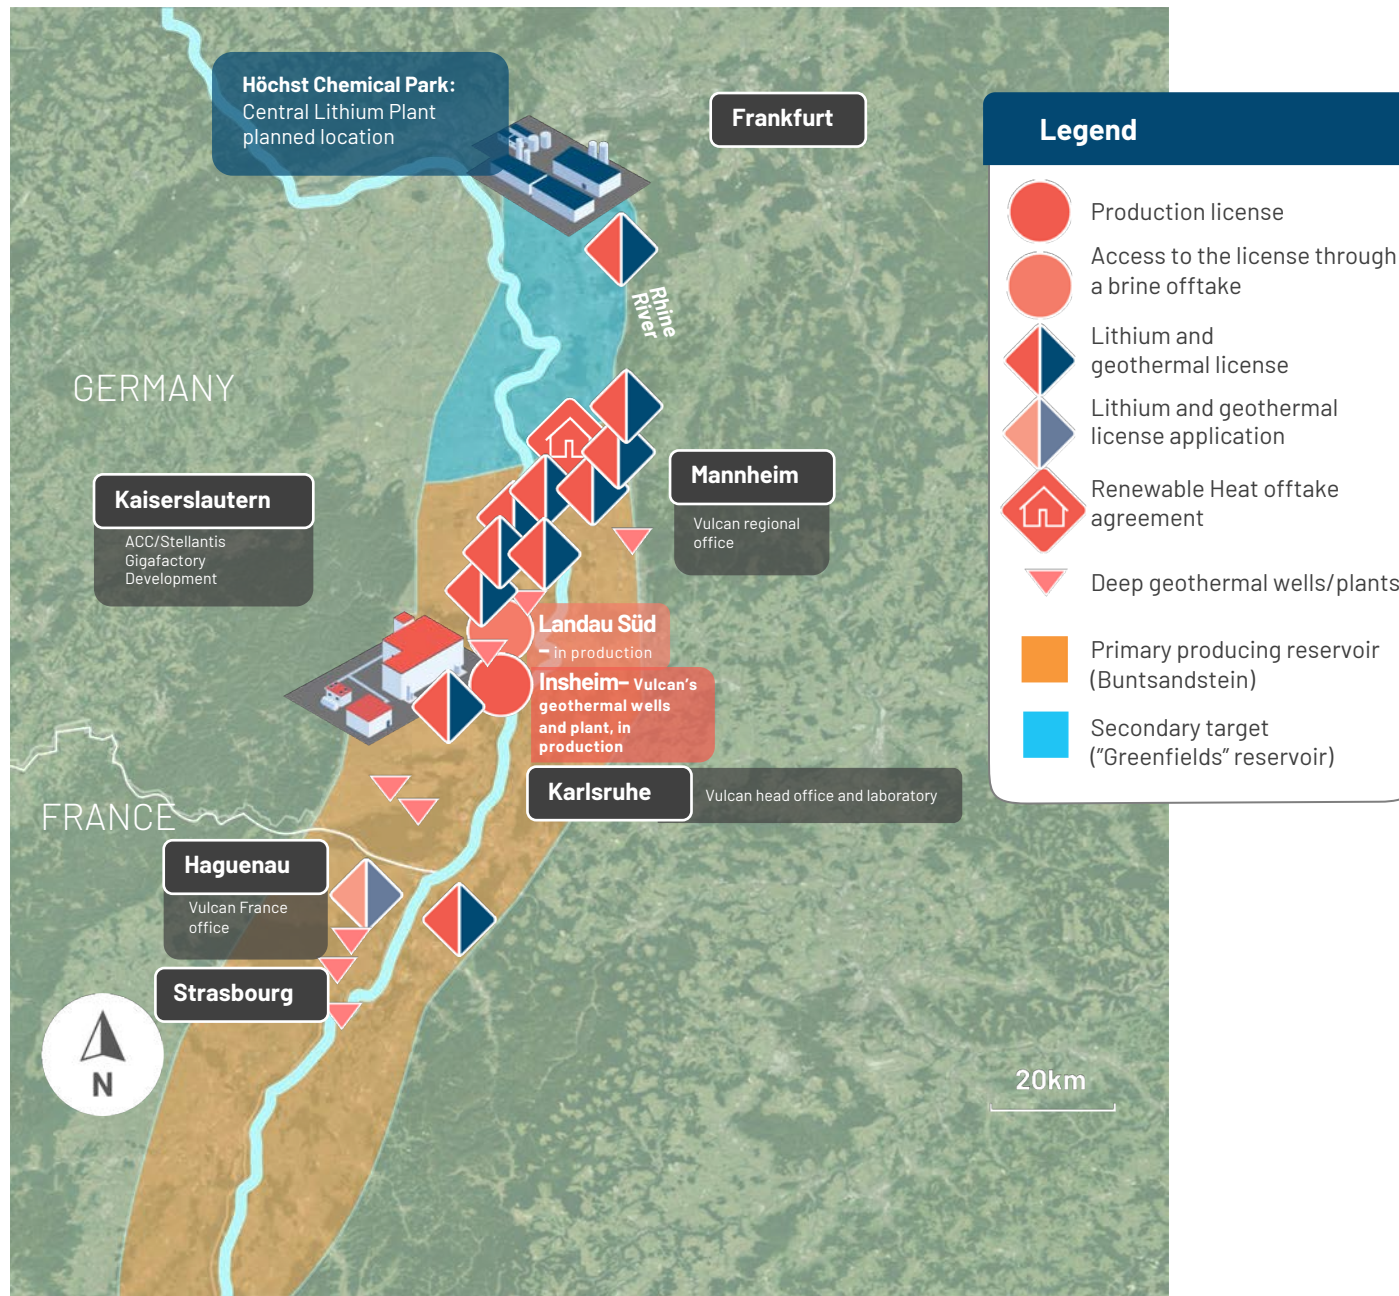 Höchst Chemical Park:
Central Lithium Plant
planned location
Frankfurt
Legend
Production license
Access to the license through
a brine offtake
Lithium and
geothermal license
Lithium and geothermal
license application
Renewable Heat offtake
agreement
Deep geothermal wells/plants
Primary producing reservoir
(Buntsandstein)
Secondary target
("Greenfields" reservoir)
Rhine
River
GERMANY
Kaiserslautern
ACC/Stellantis
Gigafactory
Development
Mannheim
Vulcan regional
office
Landau Süd
– in production
Insheim– Vulcan's
geothermal wells
and plant, in
production
Karlsruhe
Vulcan head office and laboratory
FRANCE
Haguenau
Vulcan France
office
Strasbourg
N
20km